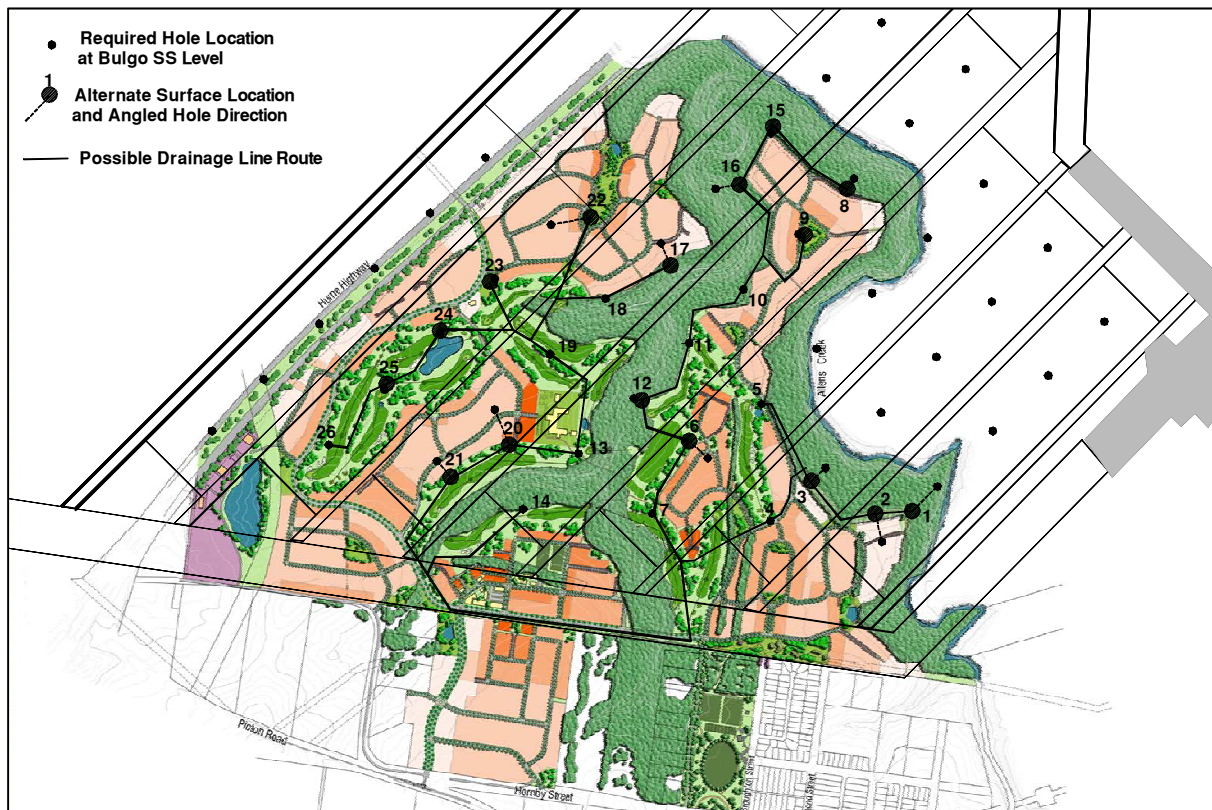 Required Hole Location
at Bulgo SS Level
1
Alternate Surface Location
and Angled Hole Direction
Possible Drainage Line Route
15
16
8
22
9
17
Hume Highway
23
10
18
24
11
19
Allens Creek
25
12
5
26
6
20
13
21
3
2
1
14
7
4
Picton Road
Hornby Street
Street